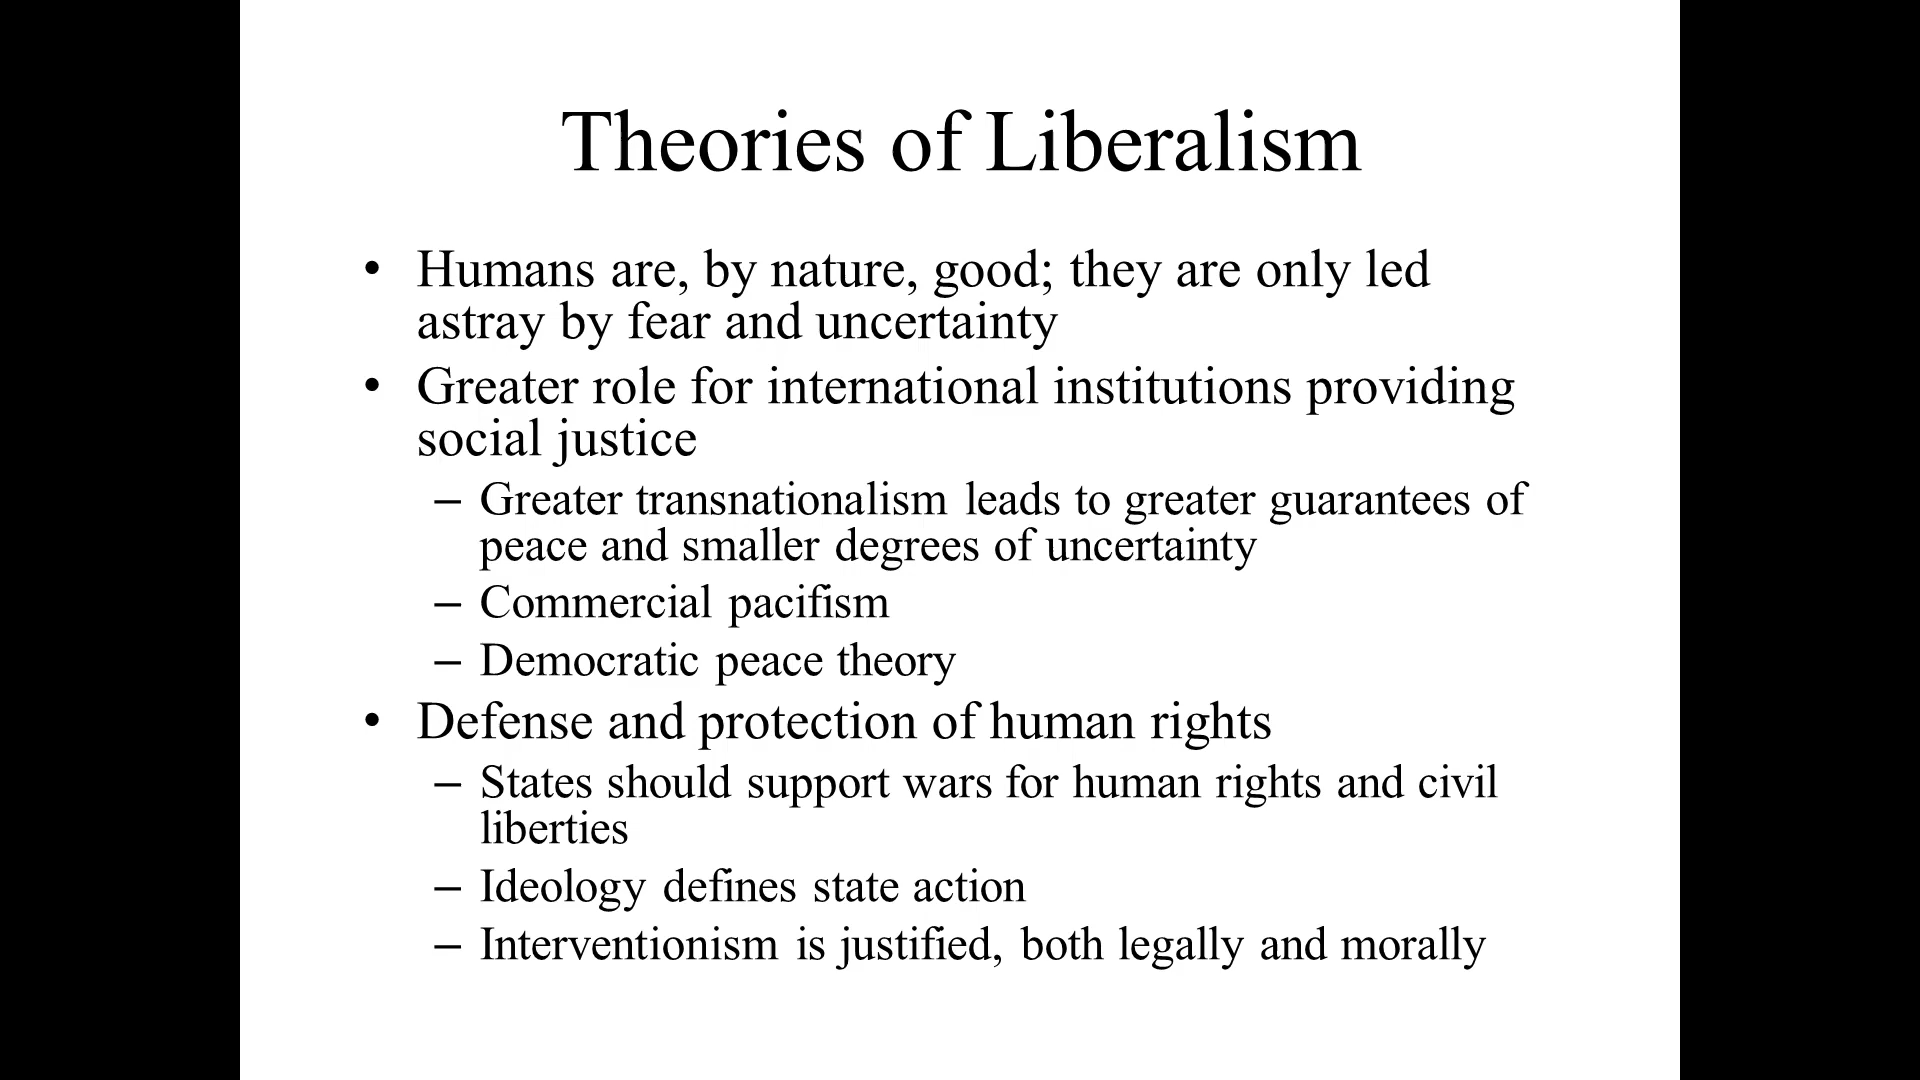 Theories of Liberalism
• Humans are, by nature, good; they are only led
astray by fear and uncertainty
• Greater role for international institutions providing
social justice
– Greater transnationalism leads to greater guarantees of
peace and smaller degrees of uncertainty
– Commercial pacifism
– Democratic peace theory
• Defense and protection of human rights
– States should support wars for human rights and civil
liberties
– Ideology defines state action
– Interventionism is justified, both legally and morally